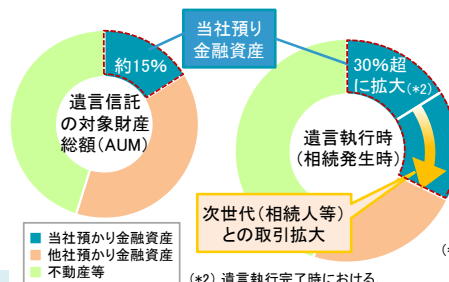 当社預り
金融資産
約15%
30%超
に拡大(*2)
遺言信託
の対象財産
総額(AUM)
遺言執行時
(相続発生時)
次世代(相続人等)
との取引拡大
当社預かり金融資産
他社預かり金融資産
不動産等
(*
(*2) 遺言執行完了時における